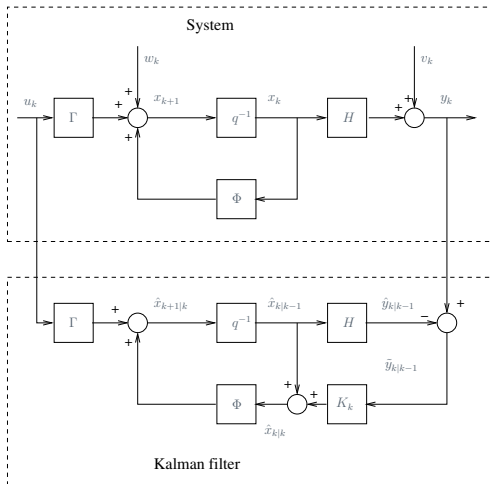 System
w_k
v_k
u_k
x_{k+1}
x_k
y_k
+
+
+
+
+
Γ
q^{-1}
H
Φ
x̂_{k+1|k}
x̂_{k|k-1}
ŷ_{k|k-1}
+
+
−
+
Γ
q^{-1}
H
ỹ_{k|k-1}
+
+
Φ
K_k
x̂_{k|k}
Kalman filter